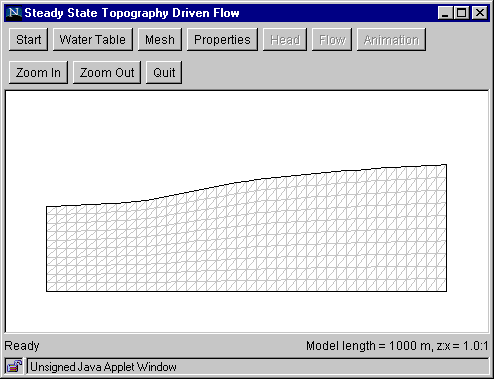 Steady State Topography Driven Flow
Start Water Table Mesh Properties Head Flow Animation
Zoom In Zoom Out Quit
Ready Model length = 1000 m, z:x = 1.0:1
Unsigned Java Applet Window